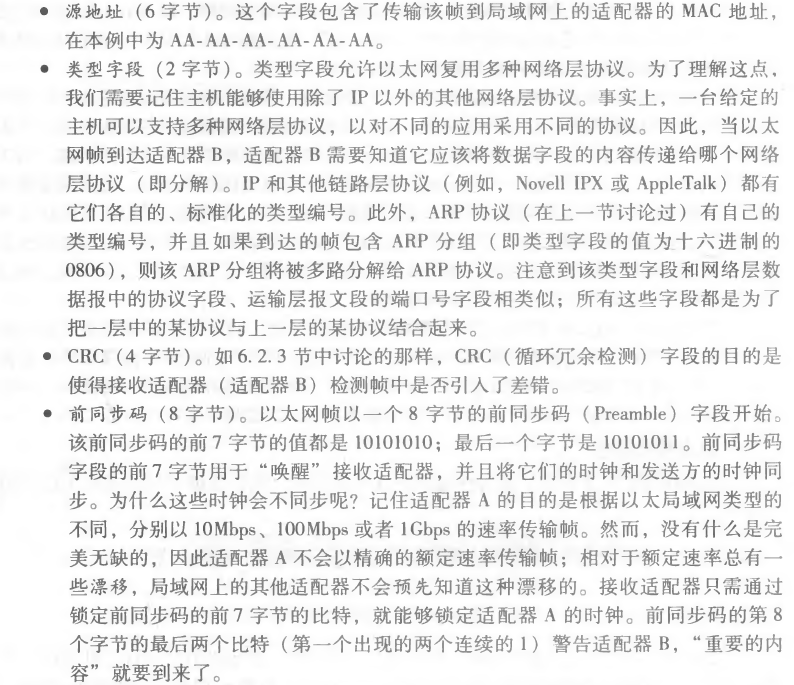 • 源地址（6 字节）。这个字段包含了传输该帧到局域网上的适配器的 MAC 地址，
在本例中为 AA-AA-AA-AA-AA-AA。
• 类型字段（2 字节）。类型字段允许以太网复用多种网络层协议。为了理解这点，
我们需要记住主机能够使用除了 IP 以外的其他网络层协议。事实上，一台给定的
主机可以支持多种网络层协议，以对不同的应用采用不同的协议。因此，当以太
网帧到达适配器 B，适配器 B 需要知道它应该将数据字段的内容传递给哪个网络
层协议（即分解）。IP 和其他链路层协议（例如，Novell IPX 或 AppleTalk）都有
它们各自的、标准化的类型编号。此外，ARP 协议（在上一节讨论过）有自己的
类型编号，并且如果到达的帧包含 ARP 分组（即类型字段的值为十六进制的
0806），则该 ARP 分组将被多路分解给 ARP 协议。注意到该类型字段和网络层数
据报中的协议字段、运输层报文段的端口号字段相类似；所有这些字段都是为了
把一层中的某协议与上一层的某协议结合起来。
• CRC（4 字节）。如 6.2.3 节中讨论的那样，CRC（循环冗余检测）字段的目的是
使得接收适配器（适配器 B）检测帧中是否引入了差错。
• 前同步码（8 字节）。以太网帧以一个 8 字节的前同步码（Preamble）字段开始。
该前同步码的前 7 字节的值都是 10101010；最后一个字节是 10101011。前同步码
字段的前 7 字节用于“唤醒”接收适配器，并且将它们的时钟和发送方的时钟同
步。为什么这些时钟会不同步呢？记住适配器 A 的目的是根据以太局域网类型的
不同，分别以 10Mbps、100Mbps 或者 1Gbps 的速率传输帧。然而，没有什么是完
美无缺的，因此适配器 A 不会以精确的额定速率传输帧；相对于额定速率总有一
些漂移，局域网上的其他适配器不会预先知道这种漂移的。接收适配器只需通过
锁定前同步码的前 7 字节的比特，就能够锁定适配器 A 的时钟。前同步码的第 8
个字节的最后两个比特（第一个出现的两个连续的 1）警告适配器 B，“重要的内
容”就要到来了。